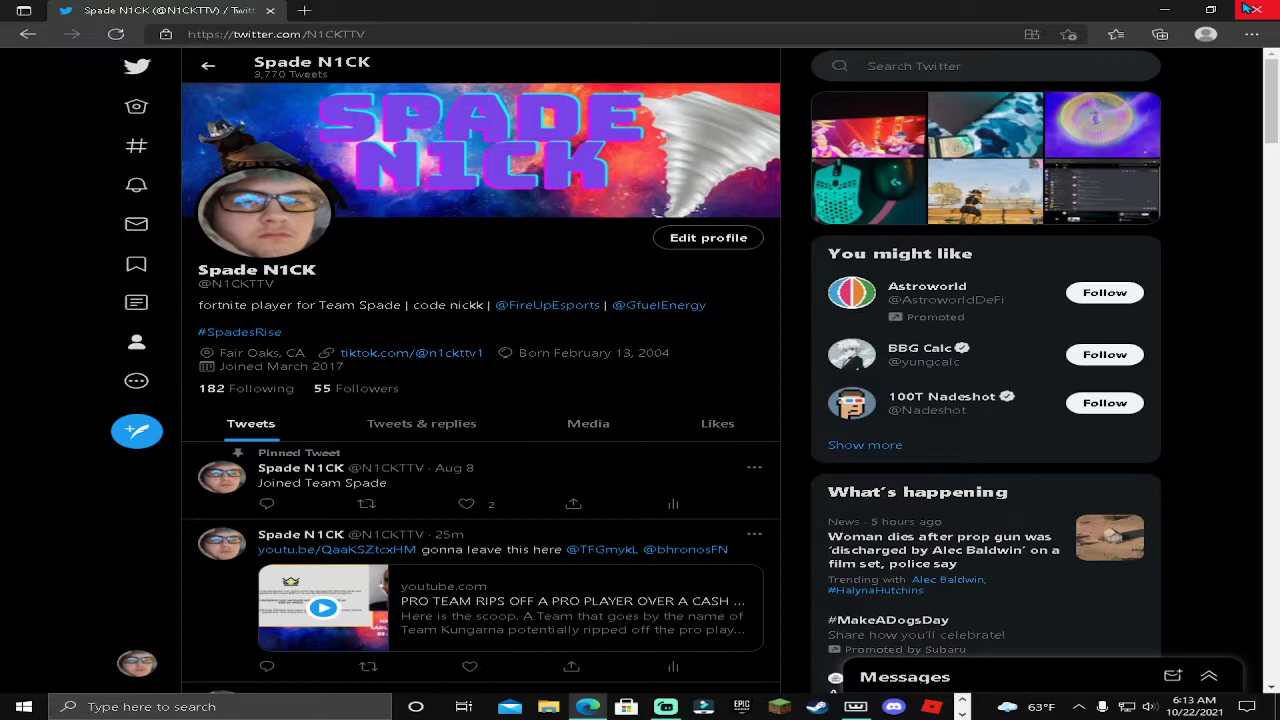 Spade N1CK (@N1CKTTV) / Twitt
https://twitter.com/N1CKTTV
Spade N1CK
3,770 Tweets
SPADE
N1CK
Edit profile
Spade N1CK
@N1CKTTV
fortnite player for Team Spade | code nickk | @FireUpEsports | @GfuelEnergy
#SpadesRise
Fair Oaks, CA tiktok.com/@n1ckttv1 Born February 13, 2004
Joined March 2017
182 Following 55 Followers
Tweets Tweets & replies Media Likes
Pinned Tweet
Spade N1CK @N1CKTTV · Aug 8
Joined Team Spade
2
Spade N1CK @N1CKTTV · 25m
youtu.be/QaaKSZtcxHM gonna leave this here @TFGmykL @bhronosFN
youtube.com
PRO TEAM RIPS OFF A PRO PLAYER OVER A CASH ...
Here is the scoop. A Team that goes by the name of
Team Kungarna potentially ripped off the pro play...
Search Twitter
You might like
Astroworld
@AstroworldDeFi
Promoted
Follow
BBG Calc
@yungcalc
Follow
100T Nadeshot
@Nadeshot
Follow
Show more
What's happening
News · 5 hours ago
Woman dies after prop gun was
'discharged by Alec Baldwin' on a
film set, police say
Trending with Alec Baldwin,
#HalynaHutchins
#MakeADogsDay
Share how you'll celebrate!
Promoted by Subaru
Messages
Type here to search
EPIC
63°F
6:13 AM
10/22/2021